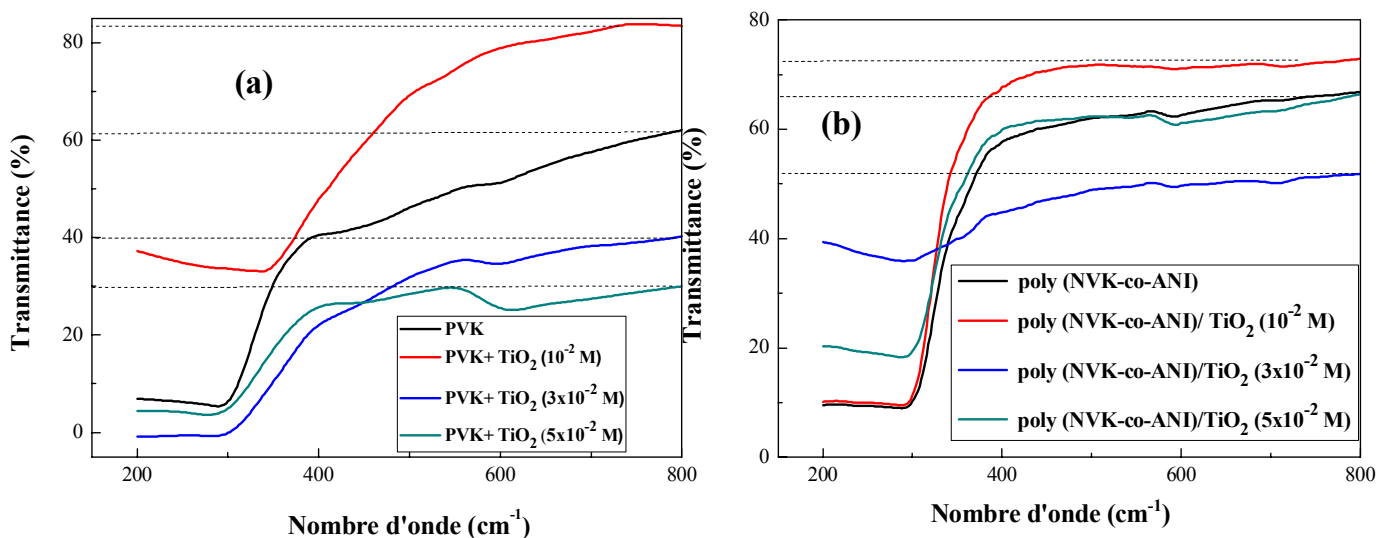 (a)
Transmittance (%)
80
60
40
20
0
PVK
PVK+ TiO₂ (10⁻² M)
PVK+ TiO₂ (3x10⁻² M)
PVK+ TiO₂ (5x10⁻² M)
200 400 600 800
Nombre d'onde (cm⁻¹)
(b)
Transmittance (%)
80
60
40
20
0
poly (NVK-co-ANI)
poly (NVK-co-ANI)/ TiO₂ (10⁻² M)
poly (NVK-co-ANI)/TiO₂ (3x10⁻² M)
poly (NVK-co-ANI)/TiO₂ (5x10⁻² M)
200 400 600 800
Nombre d'onde (cm⁻¹)